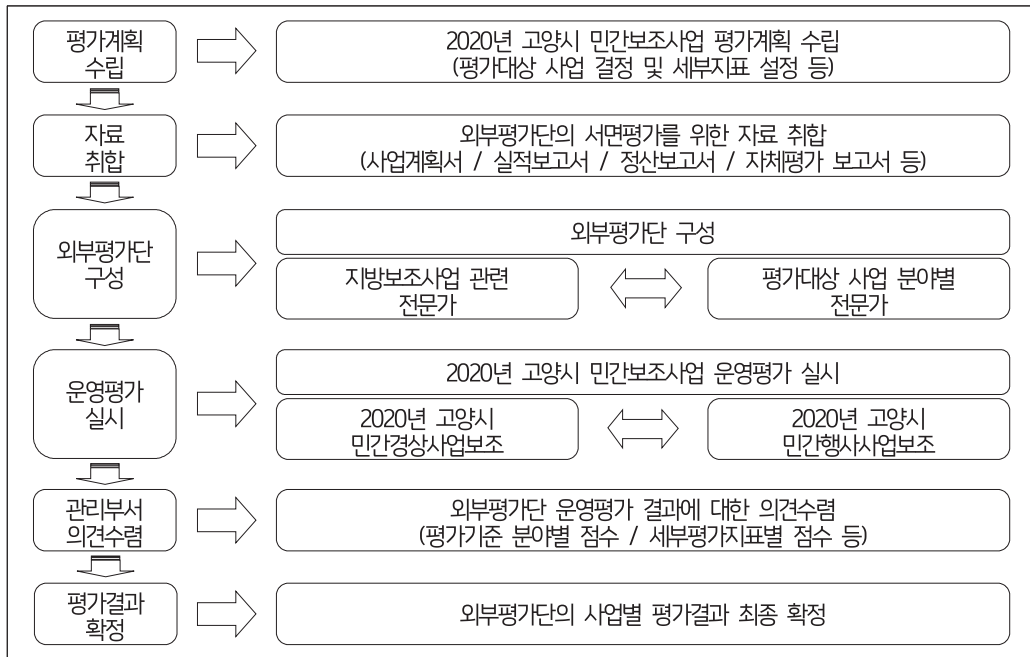 평가계획
수립
2020년 고양시 민간보조사업 평가계획 수립
(평가대상 사업 결정 및 세부지표 설정 등)
자료
취합
외부평가단의 서면평가를 위한 자료 취합
(사업계획서 / 실적보고서 / 정산보고서 / 자체평가 보고서 등)
외부평가단
구성
외부평가단 구성
지방보조사업 관련
전문가
평가대상 사업 분야별
전문가
운영평가
실시
2020년 고양시 민간보조사업 운영평가 실시
2020년 고양시
민간경상사업보조
2020년 고양시
민간행사사업보조
관리부서
의견수렴
외부평가단 운영평가 결과에 대한 의견수렴
(평가기준 분야별 점수 / 세부평가지표별 점수 등)
평가결과
확정
외부평가단의 사업별 평가결과 최종 확정